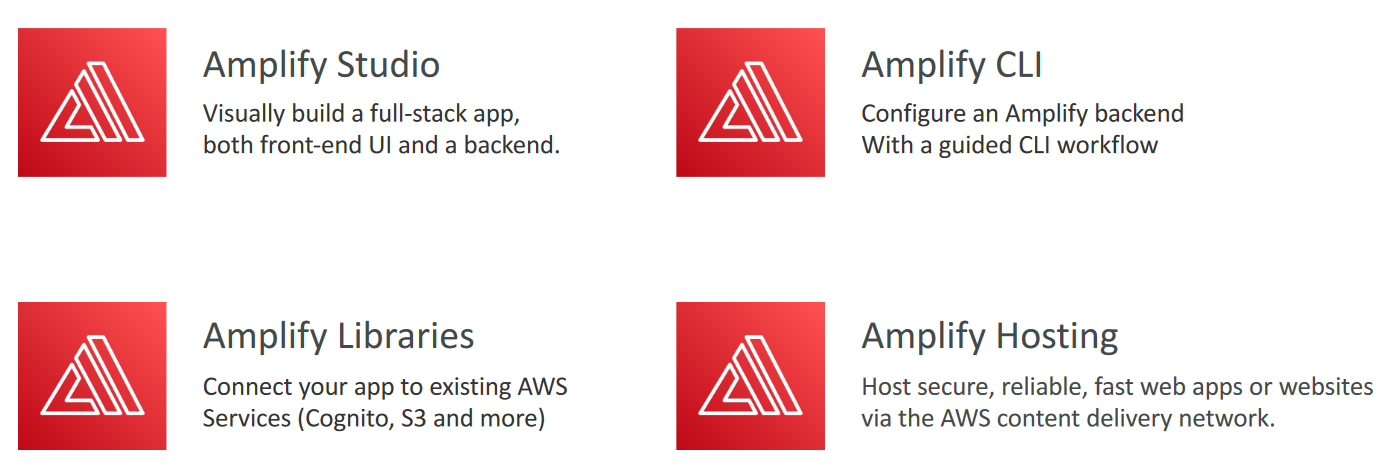 Amplify Studio
Visually build a full-stack app,
both front-end UI and a backend.
Amplify CLI
Configure an Amplify backend
With a guided CLI workflow
Amplify Libraries
Connect your app to existing AWS
Services (Cognito, S3 and more)
Amplify Hosting
Host secure, reliable, fast web apps or websites
via the AWS content delivery network.